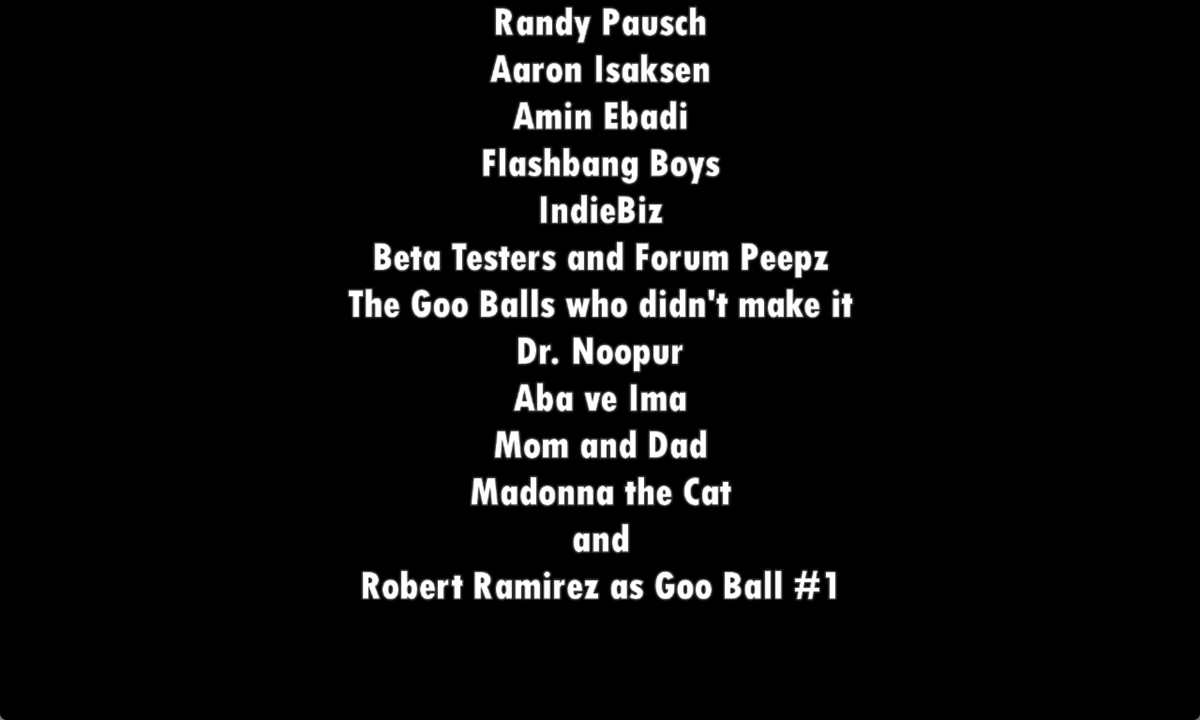 Randy Pausch
Aaron Isaksen
Amin Ebadi
Flashbang Boys
IndieBiz
Beta Testers and Forum Peepz
The Goo Balls who didn't make it
Dr. Noopur
Aba ve Ima
Mom and Dad
Madonna the Cat
and
Robert Ramirez as Goo Ball #1